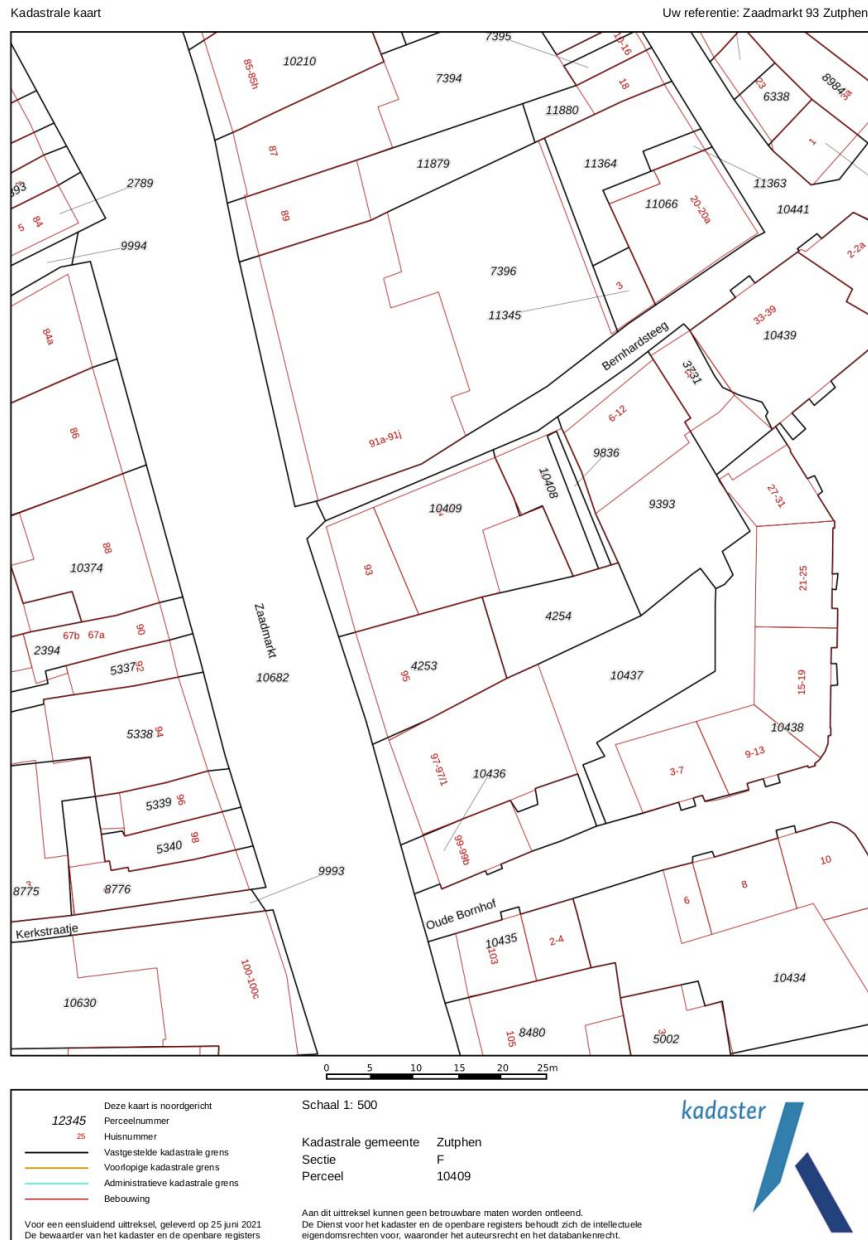 Kadastrale kaart
Uw referentie: Zaadmarkt 93 Zutphen
7395
10-16
85-85h
10210
7394
18
23
6338
8984
11880
1
87
11879
11364
11363
2789
10441
84
5
89
11066
20-20a
9994
2-2a
7396
3
11345
33-39
10439
84a
Bernhardsteeg
3731
6-12
86
91a-91j
9836
27-31
10408
10409
9393
88
93
10374
21-25
Zaadmarkt
4254
67b
67a
90
2394
5337
92
4253
95
10682
10437
15-19
5338
94
10438
97-97/1
10436
3-7
9-13
5339
96
5340
98
99-99b
10
9993
8775
8776
8
6
Oude Bornhof
Kerkstraatje
10435
103
2-4
100-100c
10630
10434
105
8480
5002
0 5 10 15 20 25m
Deze kaart is noordgericht
12345 Perceelnummer
25 Huisnummer
Vastgestelde kadastrale grens
Voorlopige kadastrale grens
Administratieve kadastrale grens
Bebouwing
Voor een eensluidend uittreksel, geleverd op 25 juni 2021
De bewaarder van het kadaster en de openbare registers
Schaal 1: 500
Kadastrale gemeente Zutphen
Sectie F
Perceel 10409
Aan dit uittreksel kunnen geen betrouwbare maten worden ontleend.
De Dienst voor het kadaster en de openbare registers behoudt zich de intellectuele
eigendomsrechten voor, waaronder het auteursrecht en het databankenrecht.
kadaster